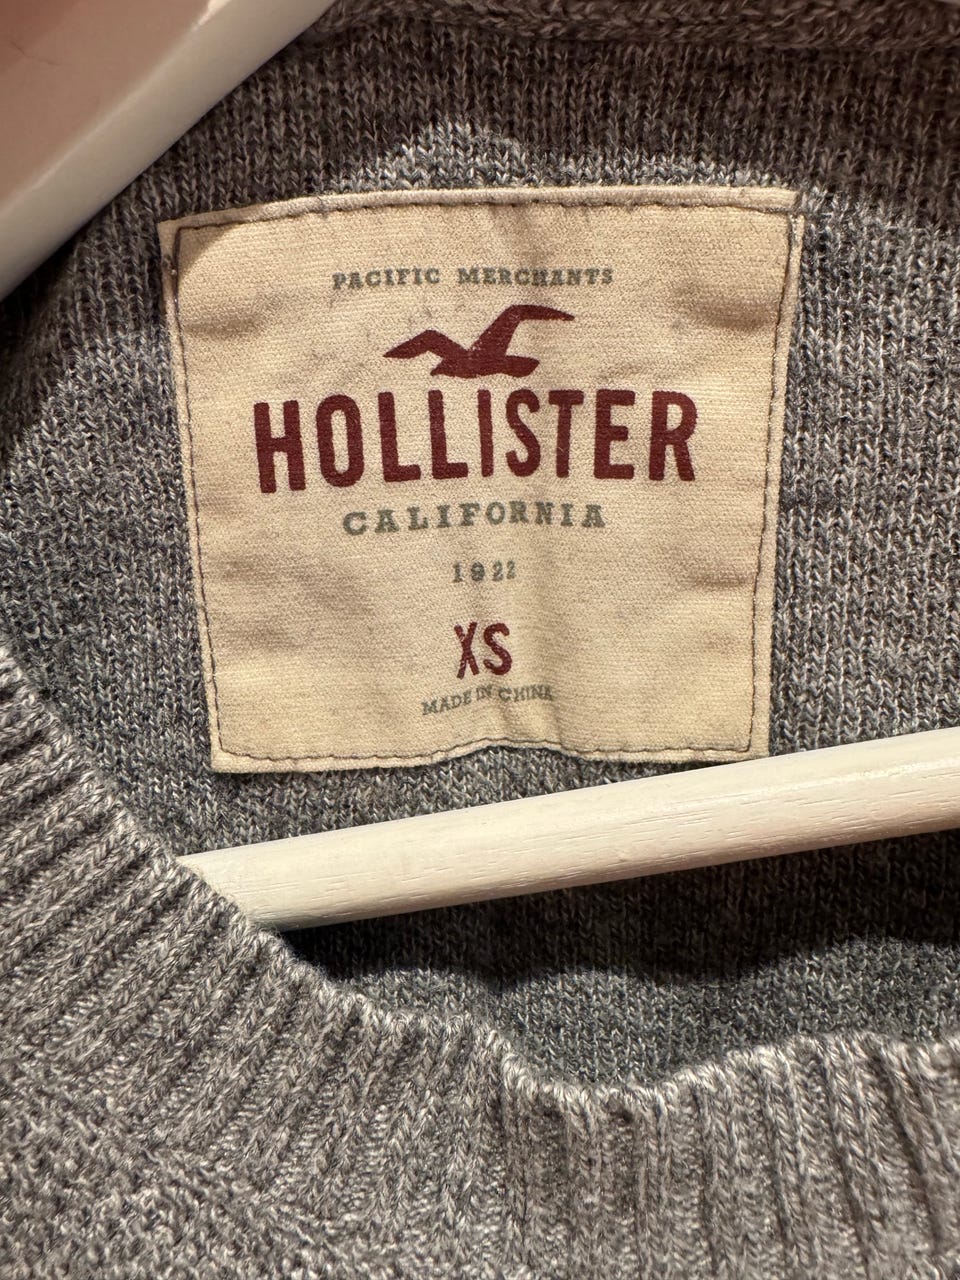 PACIFIC MERCHANTS
HOLLISTER
CALIFORNIA
1922
XS
MADE IN CHINA